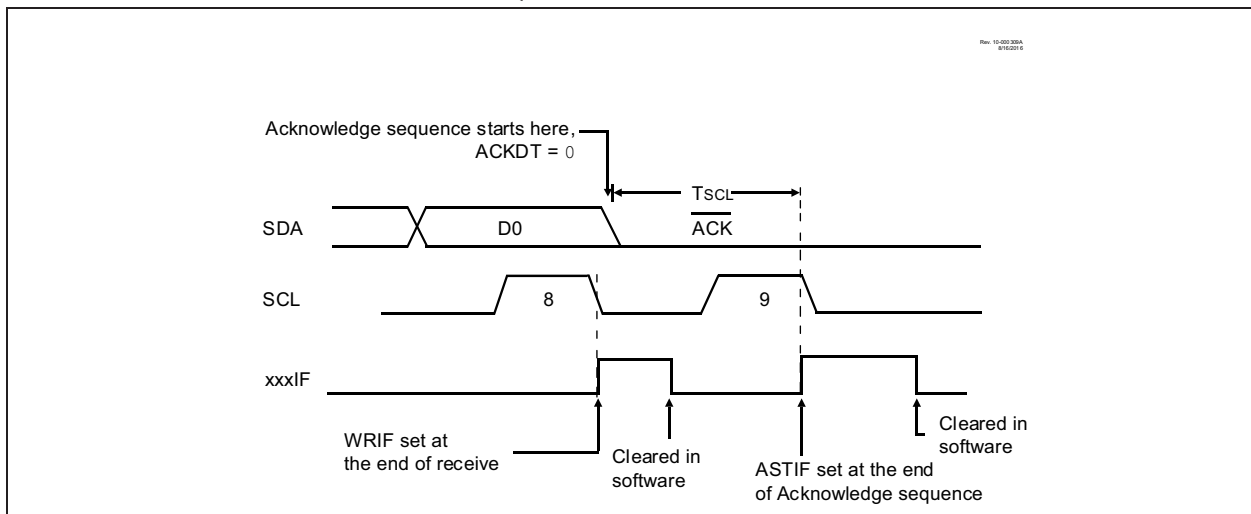 Rev. 10-000309A
8/16/2016
Acknowledge sequence starts here,
ACKDT = 0
TSCL
SDA
D0
ACK
SCL
8
9
xxxIF
WRIF set at
the end of receive
Cleared in
software
ASTIF set at the end
of Acknowledge sequence
Cleared in
software